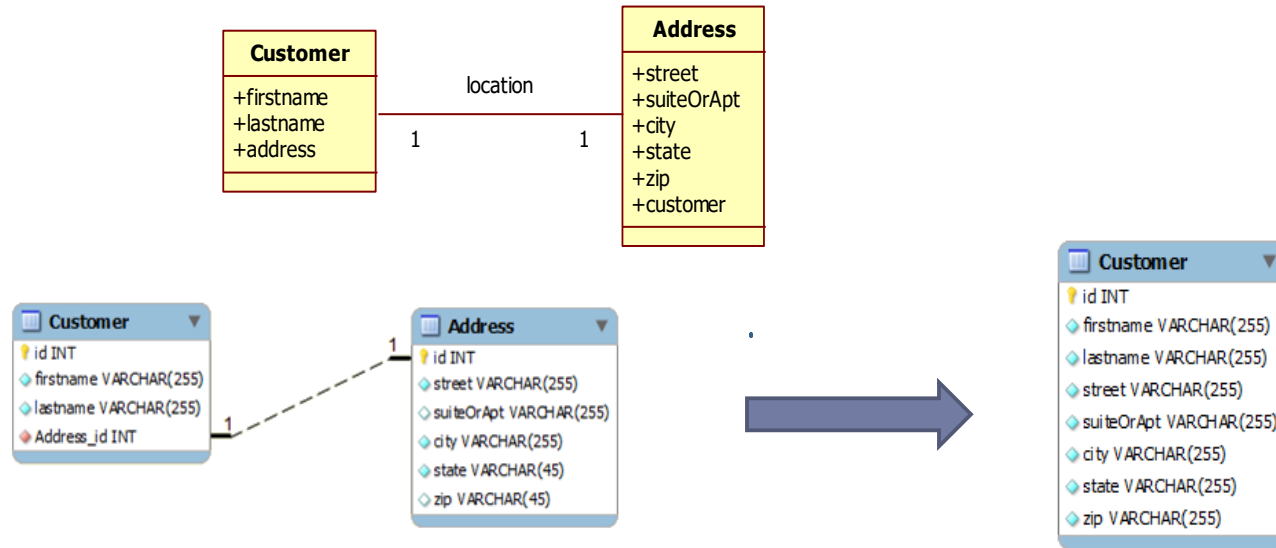 Customer
+firstname
+lastname
+address
location
1
1
Address
+street
+suiteOrApt
+city
+state
+zip
+customer
Customer
id INT
firstname VARCHAR(255)
lastname VARCHAR(255)
Address_id INT
1
1
Address
id INT
street VARCHAR(255)
suiteOrApt VARCHAR(255)
city VARCHAR(255)
state VARCHAR(45)
zip VARCHAR(45)
Customer
id INT
firstname VARCHAR(255)
lastname VARCHAR(255)
street VARCHAR(255)
suiteOrApt VARCHAR(255)
city VARCHAR(255)
state VARCHAR(255)
zip VARCHAR(255)